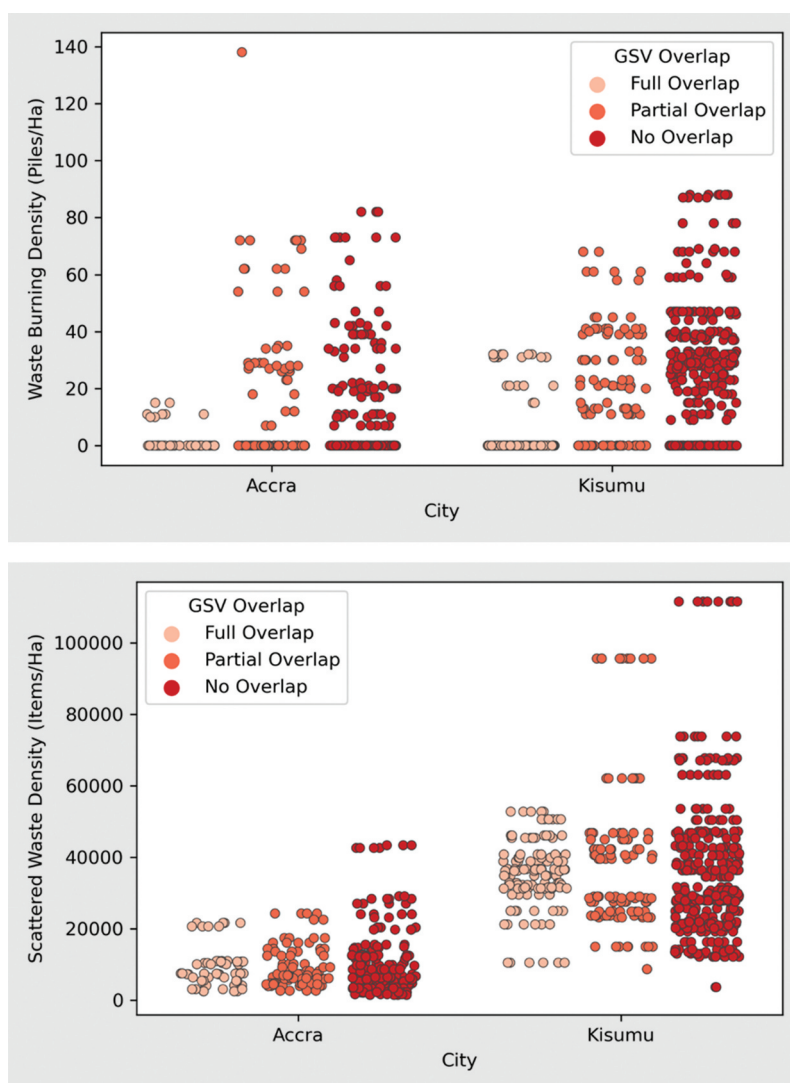 Waste Burning Density (Piles/Ha)
140
120
100
80
60
40
20
0
GSV Overlap
Full Overlap
Partial Overlap
No Overlap
Accra
Kisumu
City
Scattered Waste Density (Items/Ha)
100000
80000
60000
40000
20000
0
GSV Overlap
Full Overlap
Partial Overlap
No Overlap
Accra
Kisumu
City